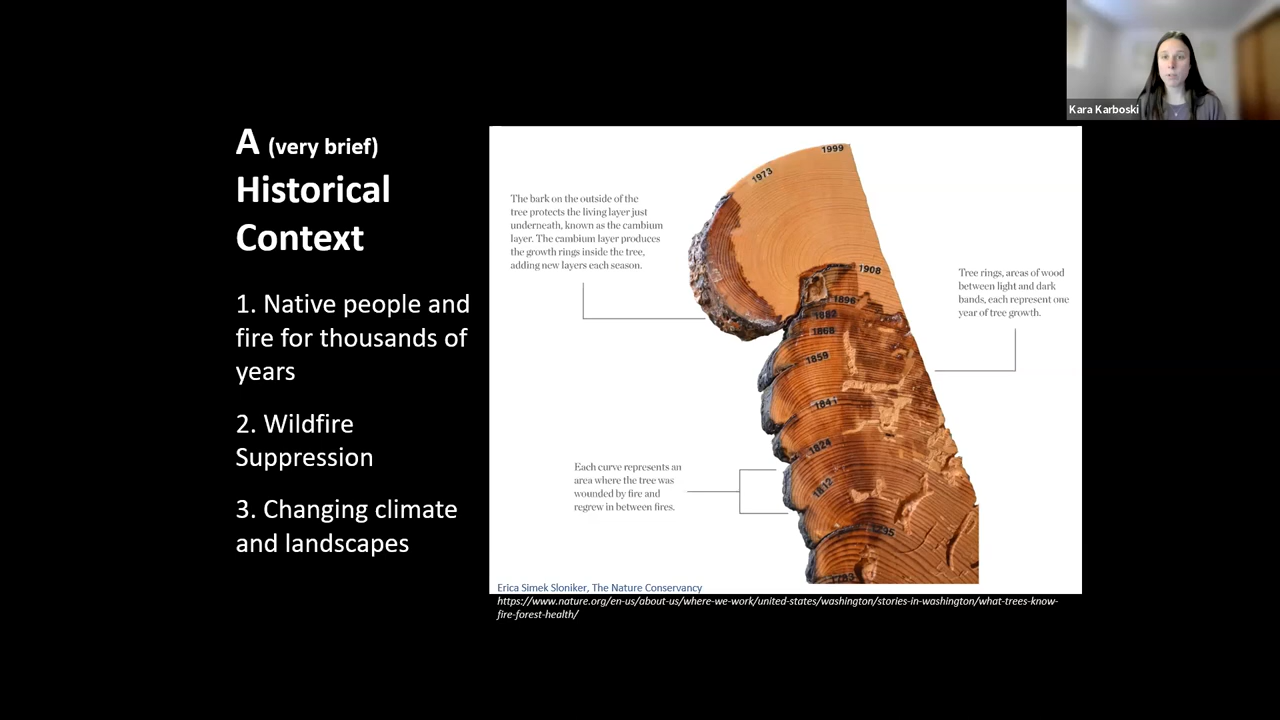 Kara Karboski
A (very brief)
Historical
Context
1. Native people and
fire for thousands of
years
2. Wildfire
Suppression
3. Changing climate
and landscapes
The bark on the outside of the
tree protects the living layer just
underneath, known as the cambium
layer. The cambium layer produces
the growth rings inside the tree,
adding new layers each season.
1999
1973
1908
1896
1882
1868
1859
1841
1824
1812
Tree rings, areas of wood
between light and dark
bands, each represent one
year of tree growth.
Each curve represents an
area where the tree was
wounded by fire and
regrew in between fires.
Erica Simek Sloniker, The Nature Conservancy
https://www.nature.org/en-us/about-us/where-we-work/united-states/washington/stories-in-washington/what-trees-know-
fire-forest-health/